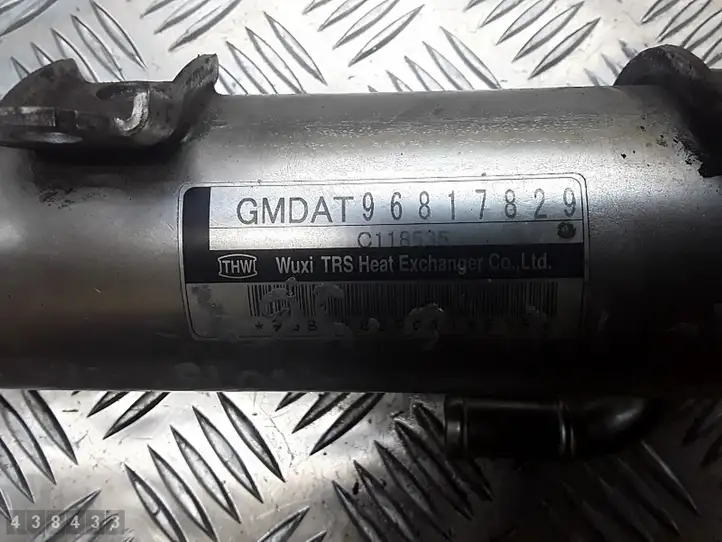 GMDAT96817829
C118535
THW Wuxi TRS Heat Exchanger Co.,Ltd.
438433